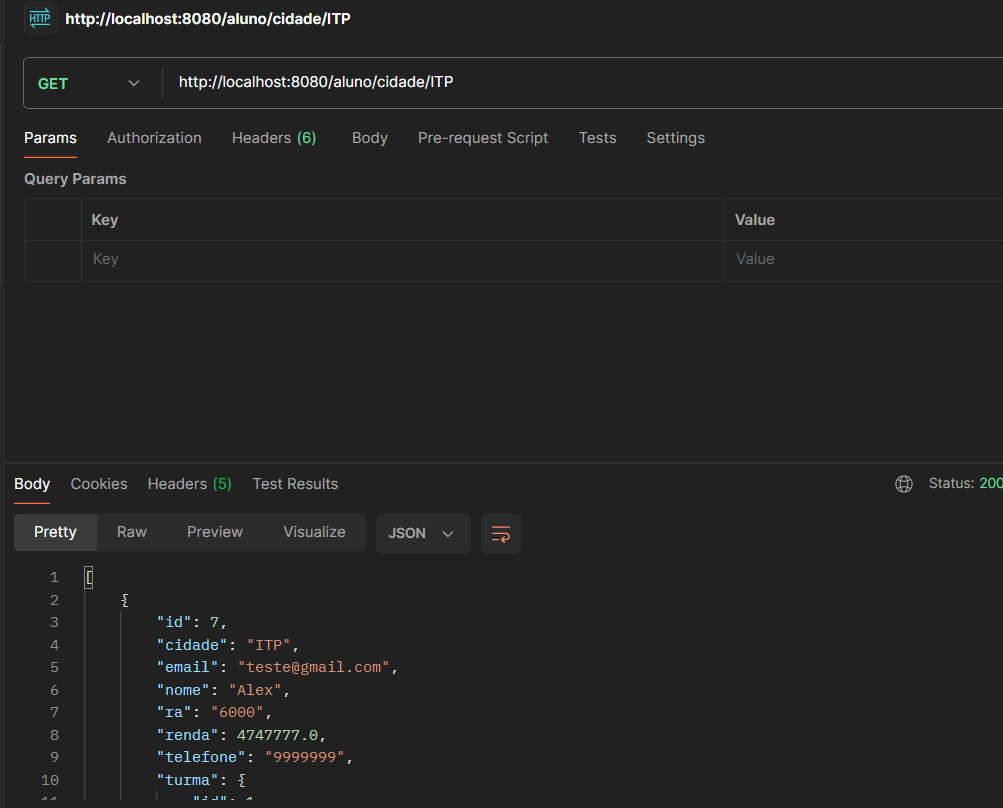 HTTP http://localhost:8080/aluno/cidade/ITP
GET http://localhost:8080/aluno/cidade/ITP
Params Authorization Headers (6) Body Pre-request Script Tests Settings
Query Params
Key Value
Key Value
Body Cookies Headers (5) Test Results Status: 200
Pretty Raw Preview Visualize JSON
1 [
2 {
3 "id": 7,
4 "cidade": "ITP",
5 "email": "teste@gmail.com",
6 "nome": "Alex",
7 "ra": "6000",
8 "renda": 4747777.0,
9 "telefone": "9999999",
10 "turma": {